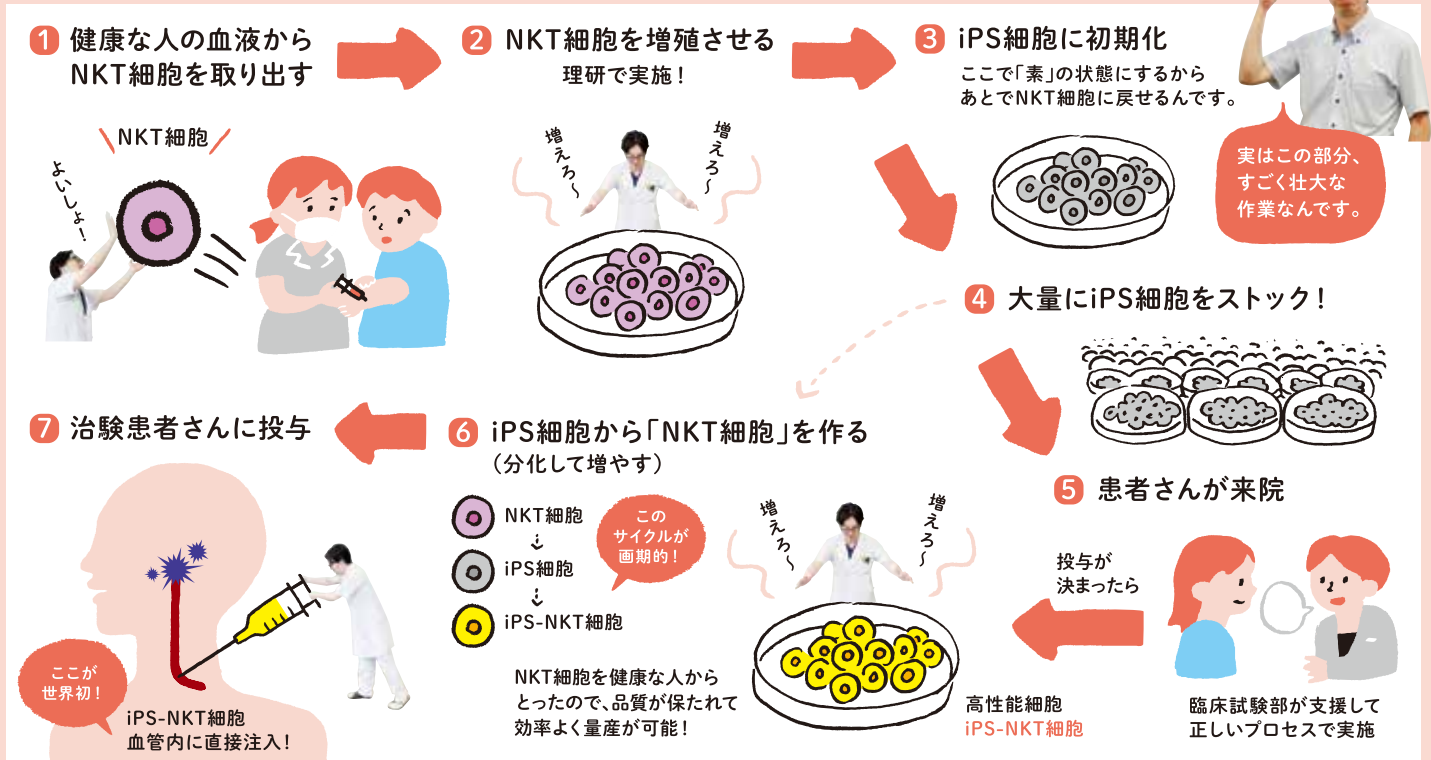 1 健康な人の血液から
NKT細胞を取り出す
NKT細胞
よいしょ!
2 NKT細胞を増殖させる
理研で実施!
増えろ〜
増えろ〜
3 iPS細胞に初期化
ここで「素」の状態にするから
あとでNKT細胞に戻せるんです。
実はこの部分、
すごく壮大な
作業なんです。
4 大量にiPS細胞をストック!
5 患者さんが来院
投与が
決まったら
臨床試験部が支援して
正しいプロセスで実施
6 iPS細胞から「NKT細胞」を作る
(分化して増やす)
NKT細胞
iPS細胞
iPS-NKT細胞
この
サイクルが
画期的!
増えろ〜
増えろ〜
NKT細胞を健康な人から
とったので、品質が保たれて
効率よく量産が可能!
高性能細胞
iPS-NKT細胞
7 治験患者さんに投与
ここが
世界初!
iPS-NKT細胞
血管内に直接注入!